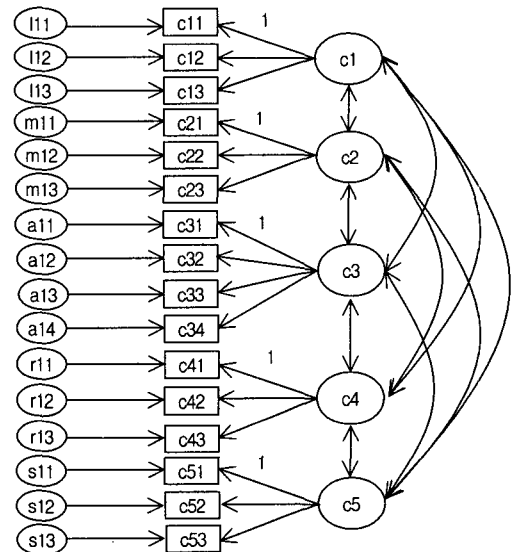 l11 c11 1
l12 c12 c1
l13 c13
m11 c21 1
m12 c22 c2
m13 c23
a11 c31 1
a12 c32 c3
a13 c33
a14 c34
r11 c41 1
r12 c42 c4
r13 c43
s11 c51 1
s12 c52 c5
s13 c53